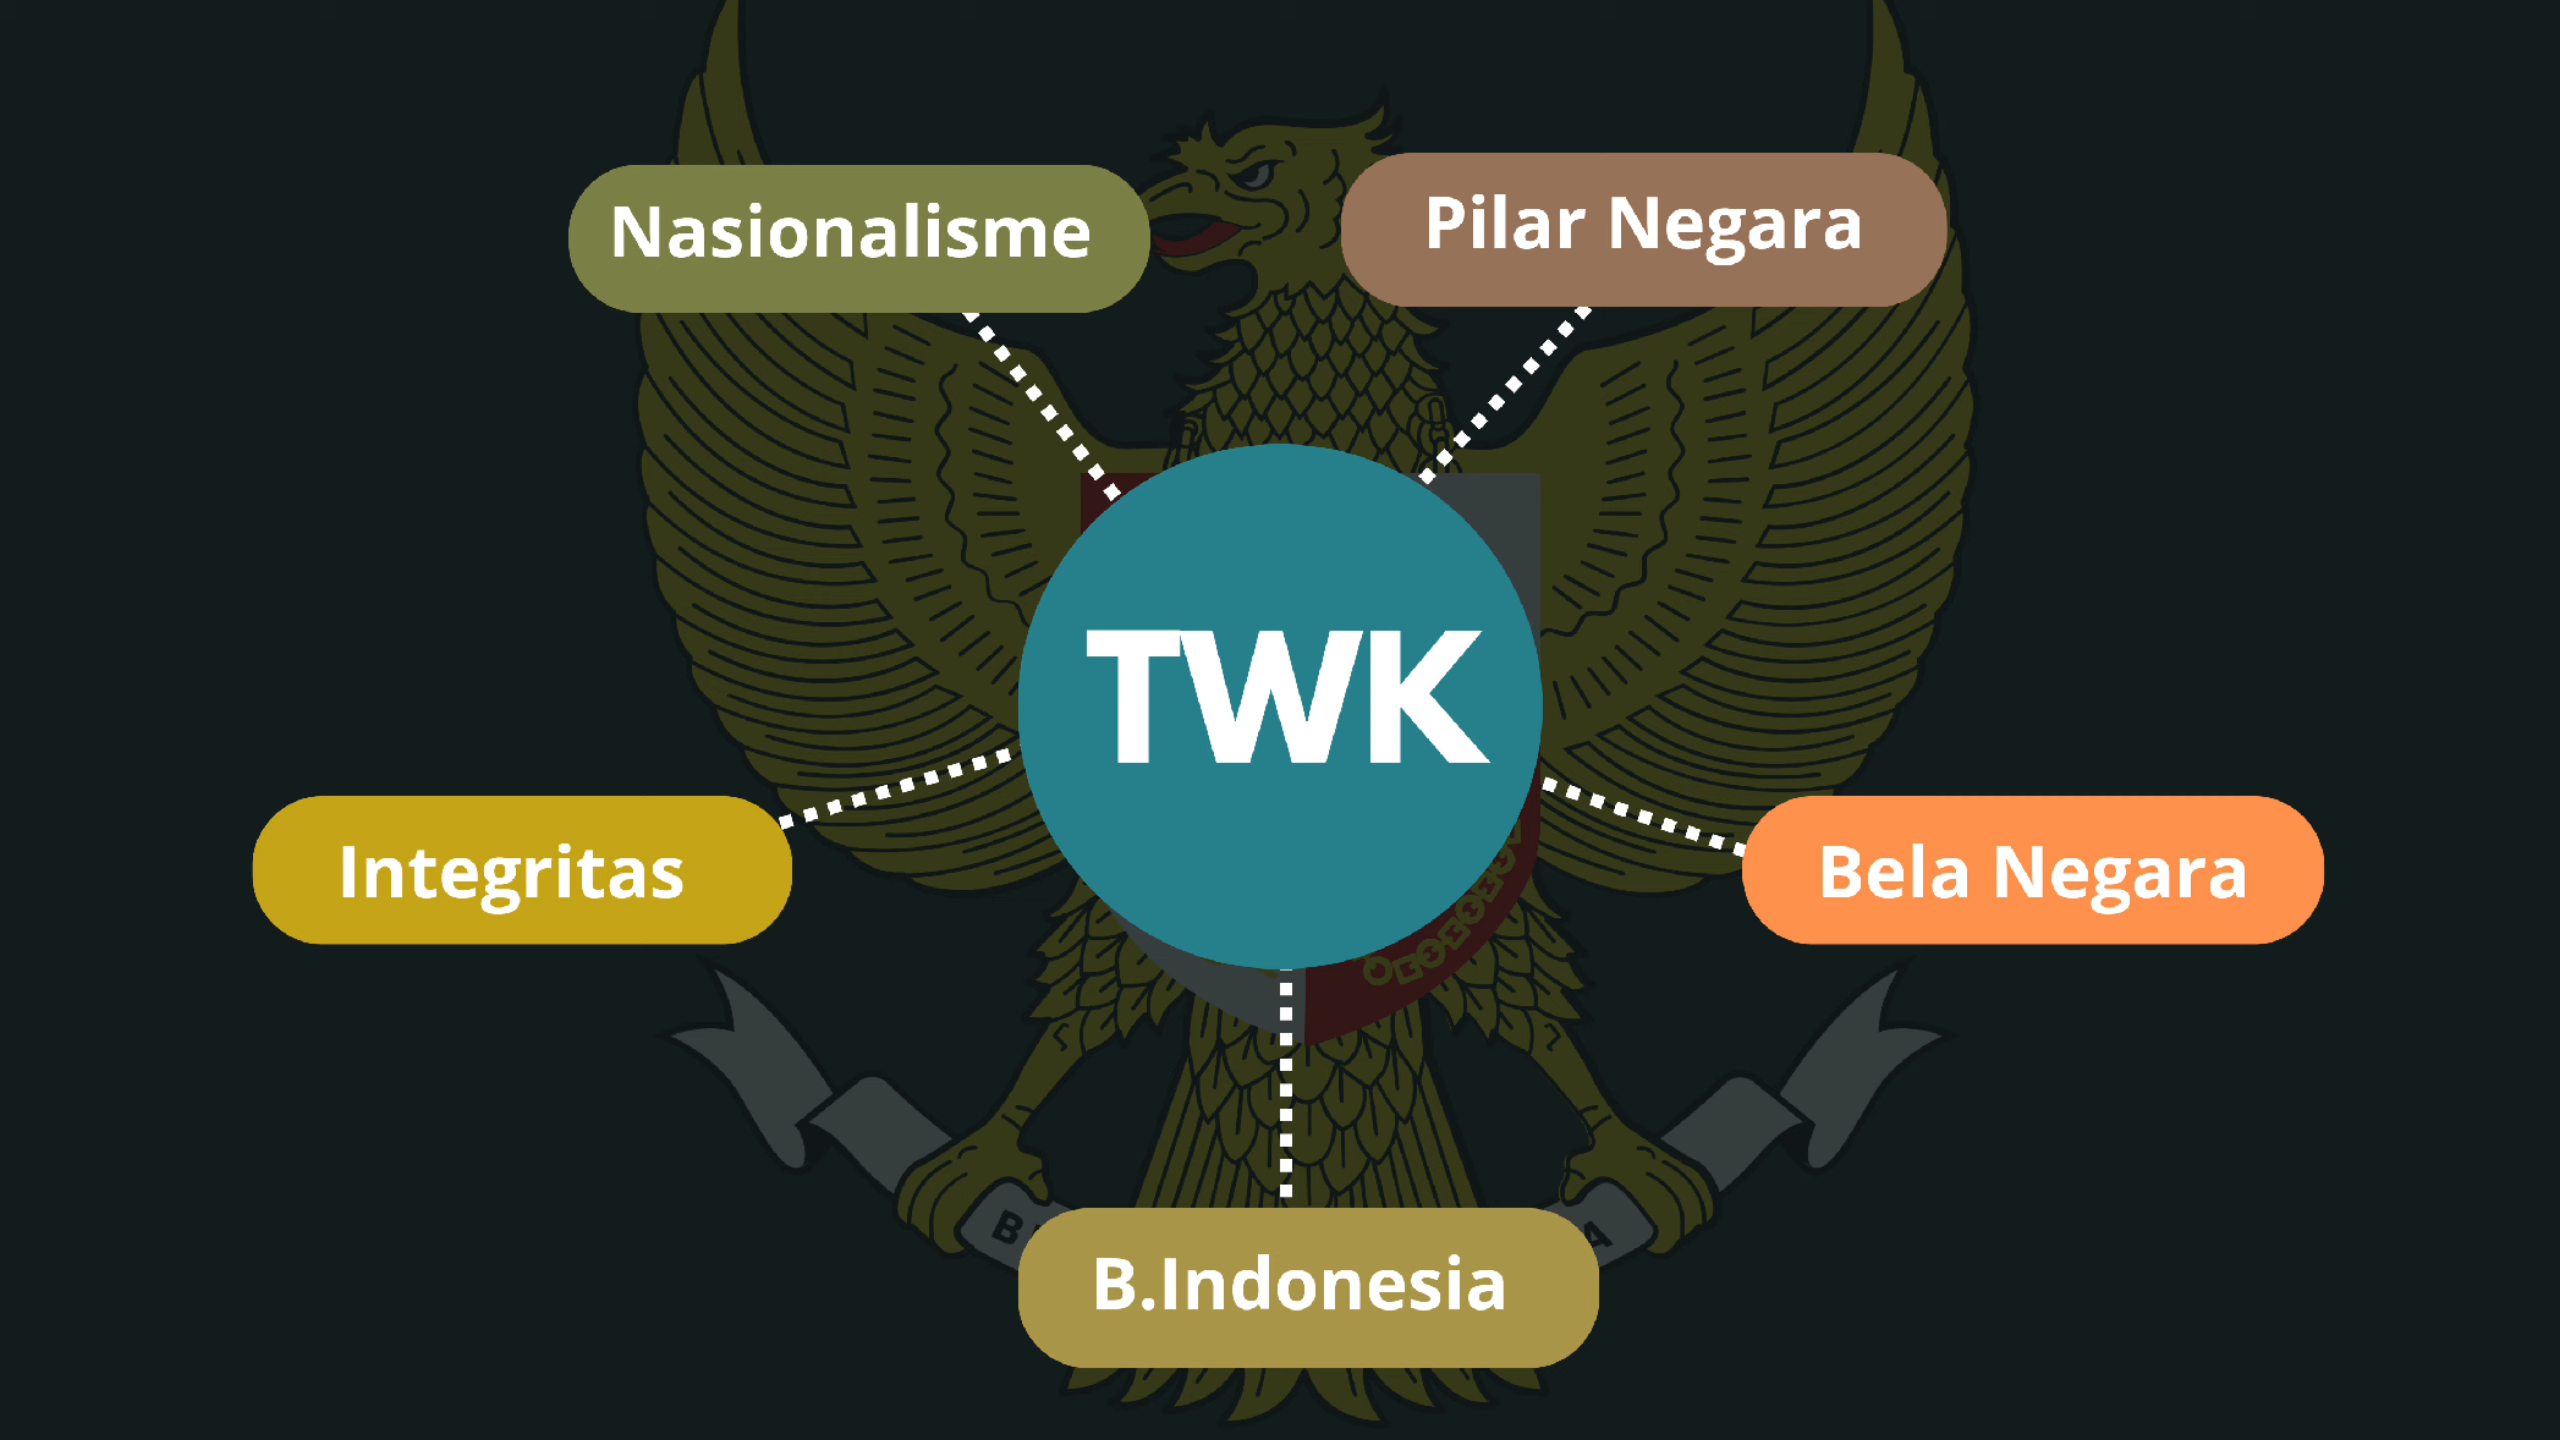 Nasionalisme
Pilar Negara
TWK
Integritas
Bela Negara
B.Indonesia